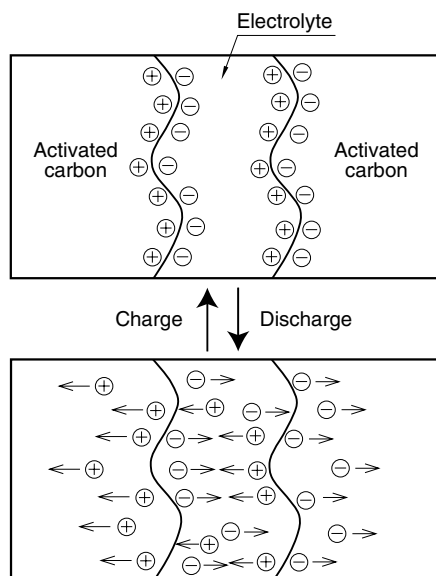 Electrolyte
Activated
carbon
Activated
carbon
Charge
Discharge